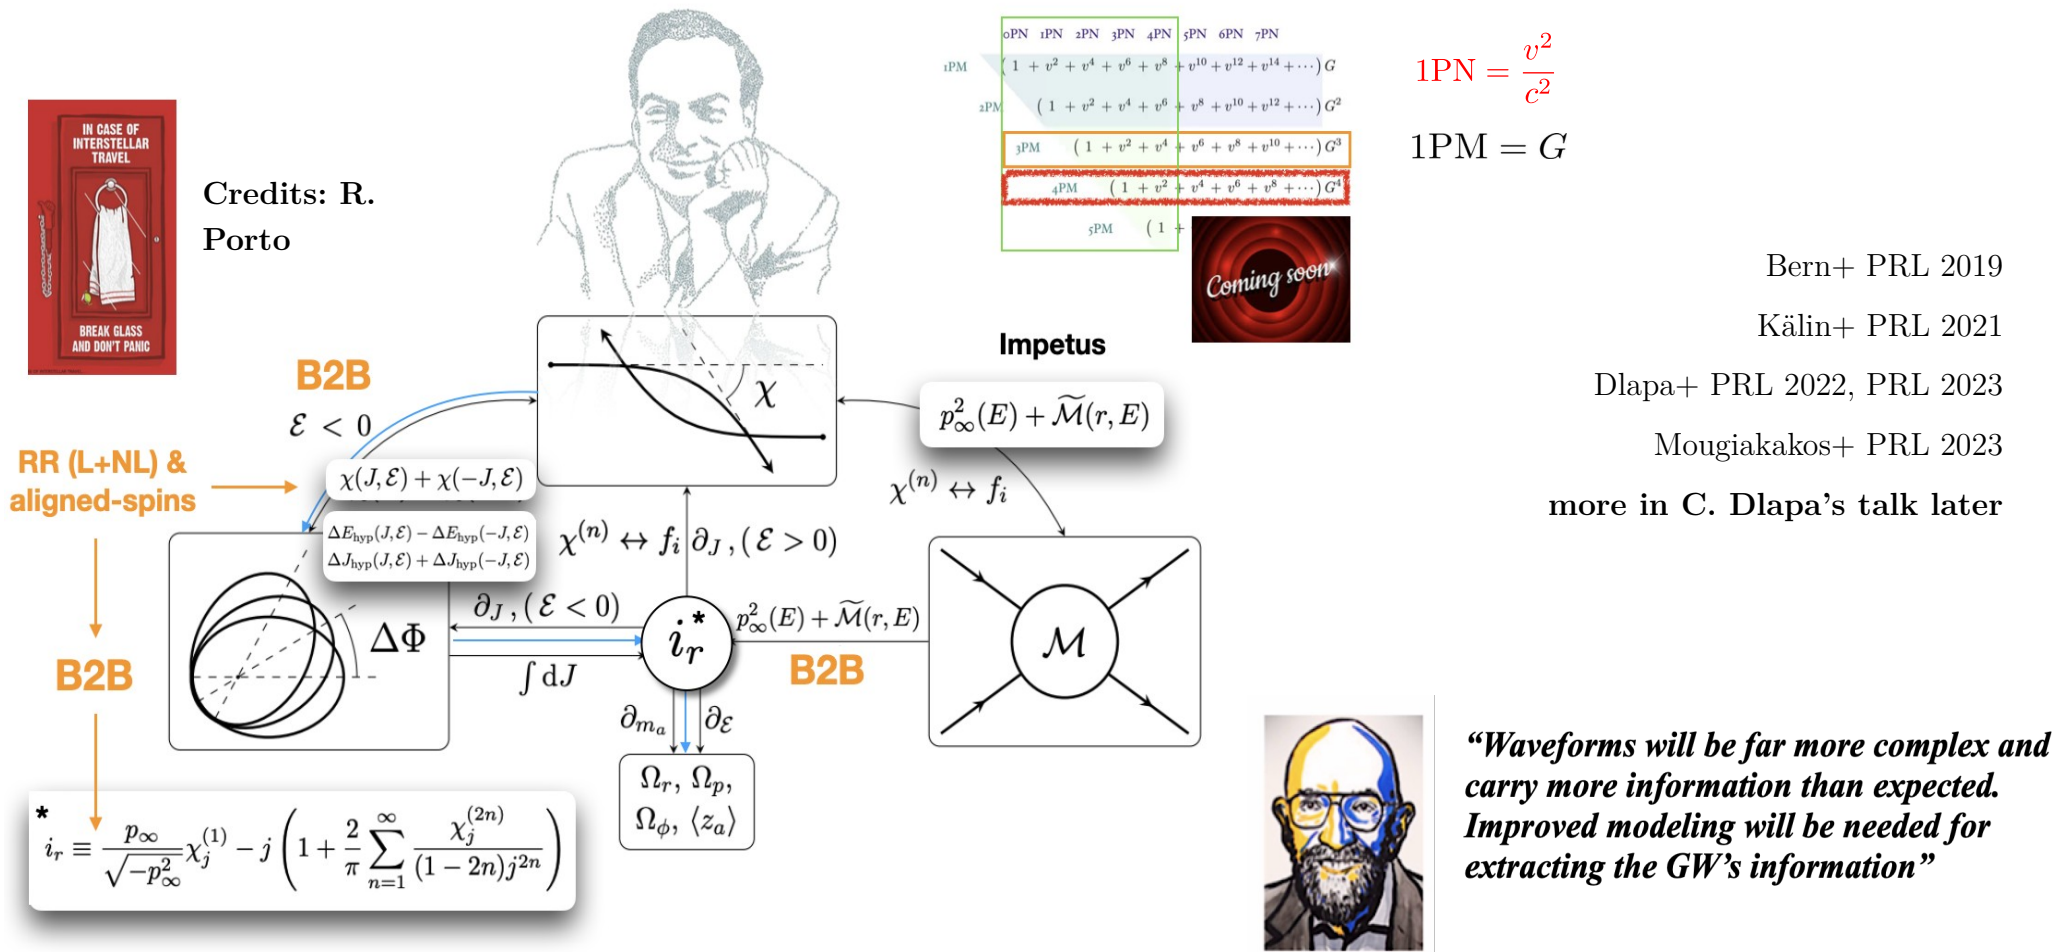 IN CASE OF
INTERSTELLAR
TRAVEL
BREAK GLASS
AND DON'T PANIC
Credits: R.
Porto
0PN 1PN 2PN 3PN 4PN 5PN 6PN 7PN
1PM ( 1 + v² + v⁴ + v⁶ + v⁸ + v¹⁰ + v¹² + v¹⁴ + ⋯ ) G
2PM ( 1 + v² + v⁴ + v⁶ + v⁸ + v¹⁰ + v¹² + ⋯ ) G²
3PM ( 1 + v² + v⁴ + v⁶ + v⁸ + v¹⁰ + ⋯ ) G³
4PM ( 1 + v² + v⁴ + v⁶ + v⁸ + ⋯ ) G⁴
5PM ( 1 +
Coming soon
1PN = v²/c²
1PM = G
Bern+ PRL 2019
Kälin+ PRL 2021
Dlapa+ PRL 2022, PRL 2023
Mougiakakos+ PRL 2023
more in C. Dlapa's talk later
Impetus
p²∞(E) + M̃(r, E)
χ⁽ⁿ⁾ ↔ fᵢ
χ
B2B
ℰ < 0
RR (L+NL) &
aligned-spins
χ(J, ℰ) + χ(−J, ℰ)
ΔE_hyp(J, ℰ) − ΔE_hyp(−J, ℰ)
ΔJ_hyp(J, ℰ) + ΔJ_hyp(−J, ℰ)
χ⁽ⁿ⁾ ↔ fᵢ ∂_J , ( ℰ > 0)
∂_J , ( ℰ < 0)
ΔΦ
∫ dJ
i_r*
p²∞(E) + M̃(r, E)
B2B
ℳ
B2B
∂_{m_a} ∂_ℰ
Ω_r, Ω_p,
Ω_ϕ, ⟨z_a⟩
*
i_r ≡ p∞/√(−p²∞) χ_j⁽¹⁾ − j ( 1 + 2/π ∑_{n=1}^{∞} χ_j⁽²ⁿ⁾/((1 − 2n)j²ⁿ) )
“Waveforms will be far more complex and
carry more information than expected.
Improved modeling will be needed for
extracting the GW’s information”